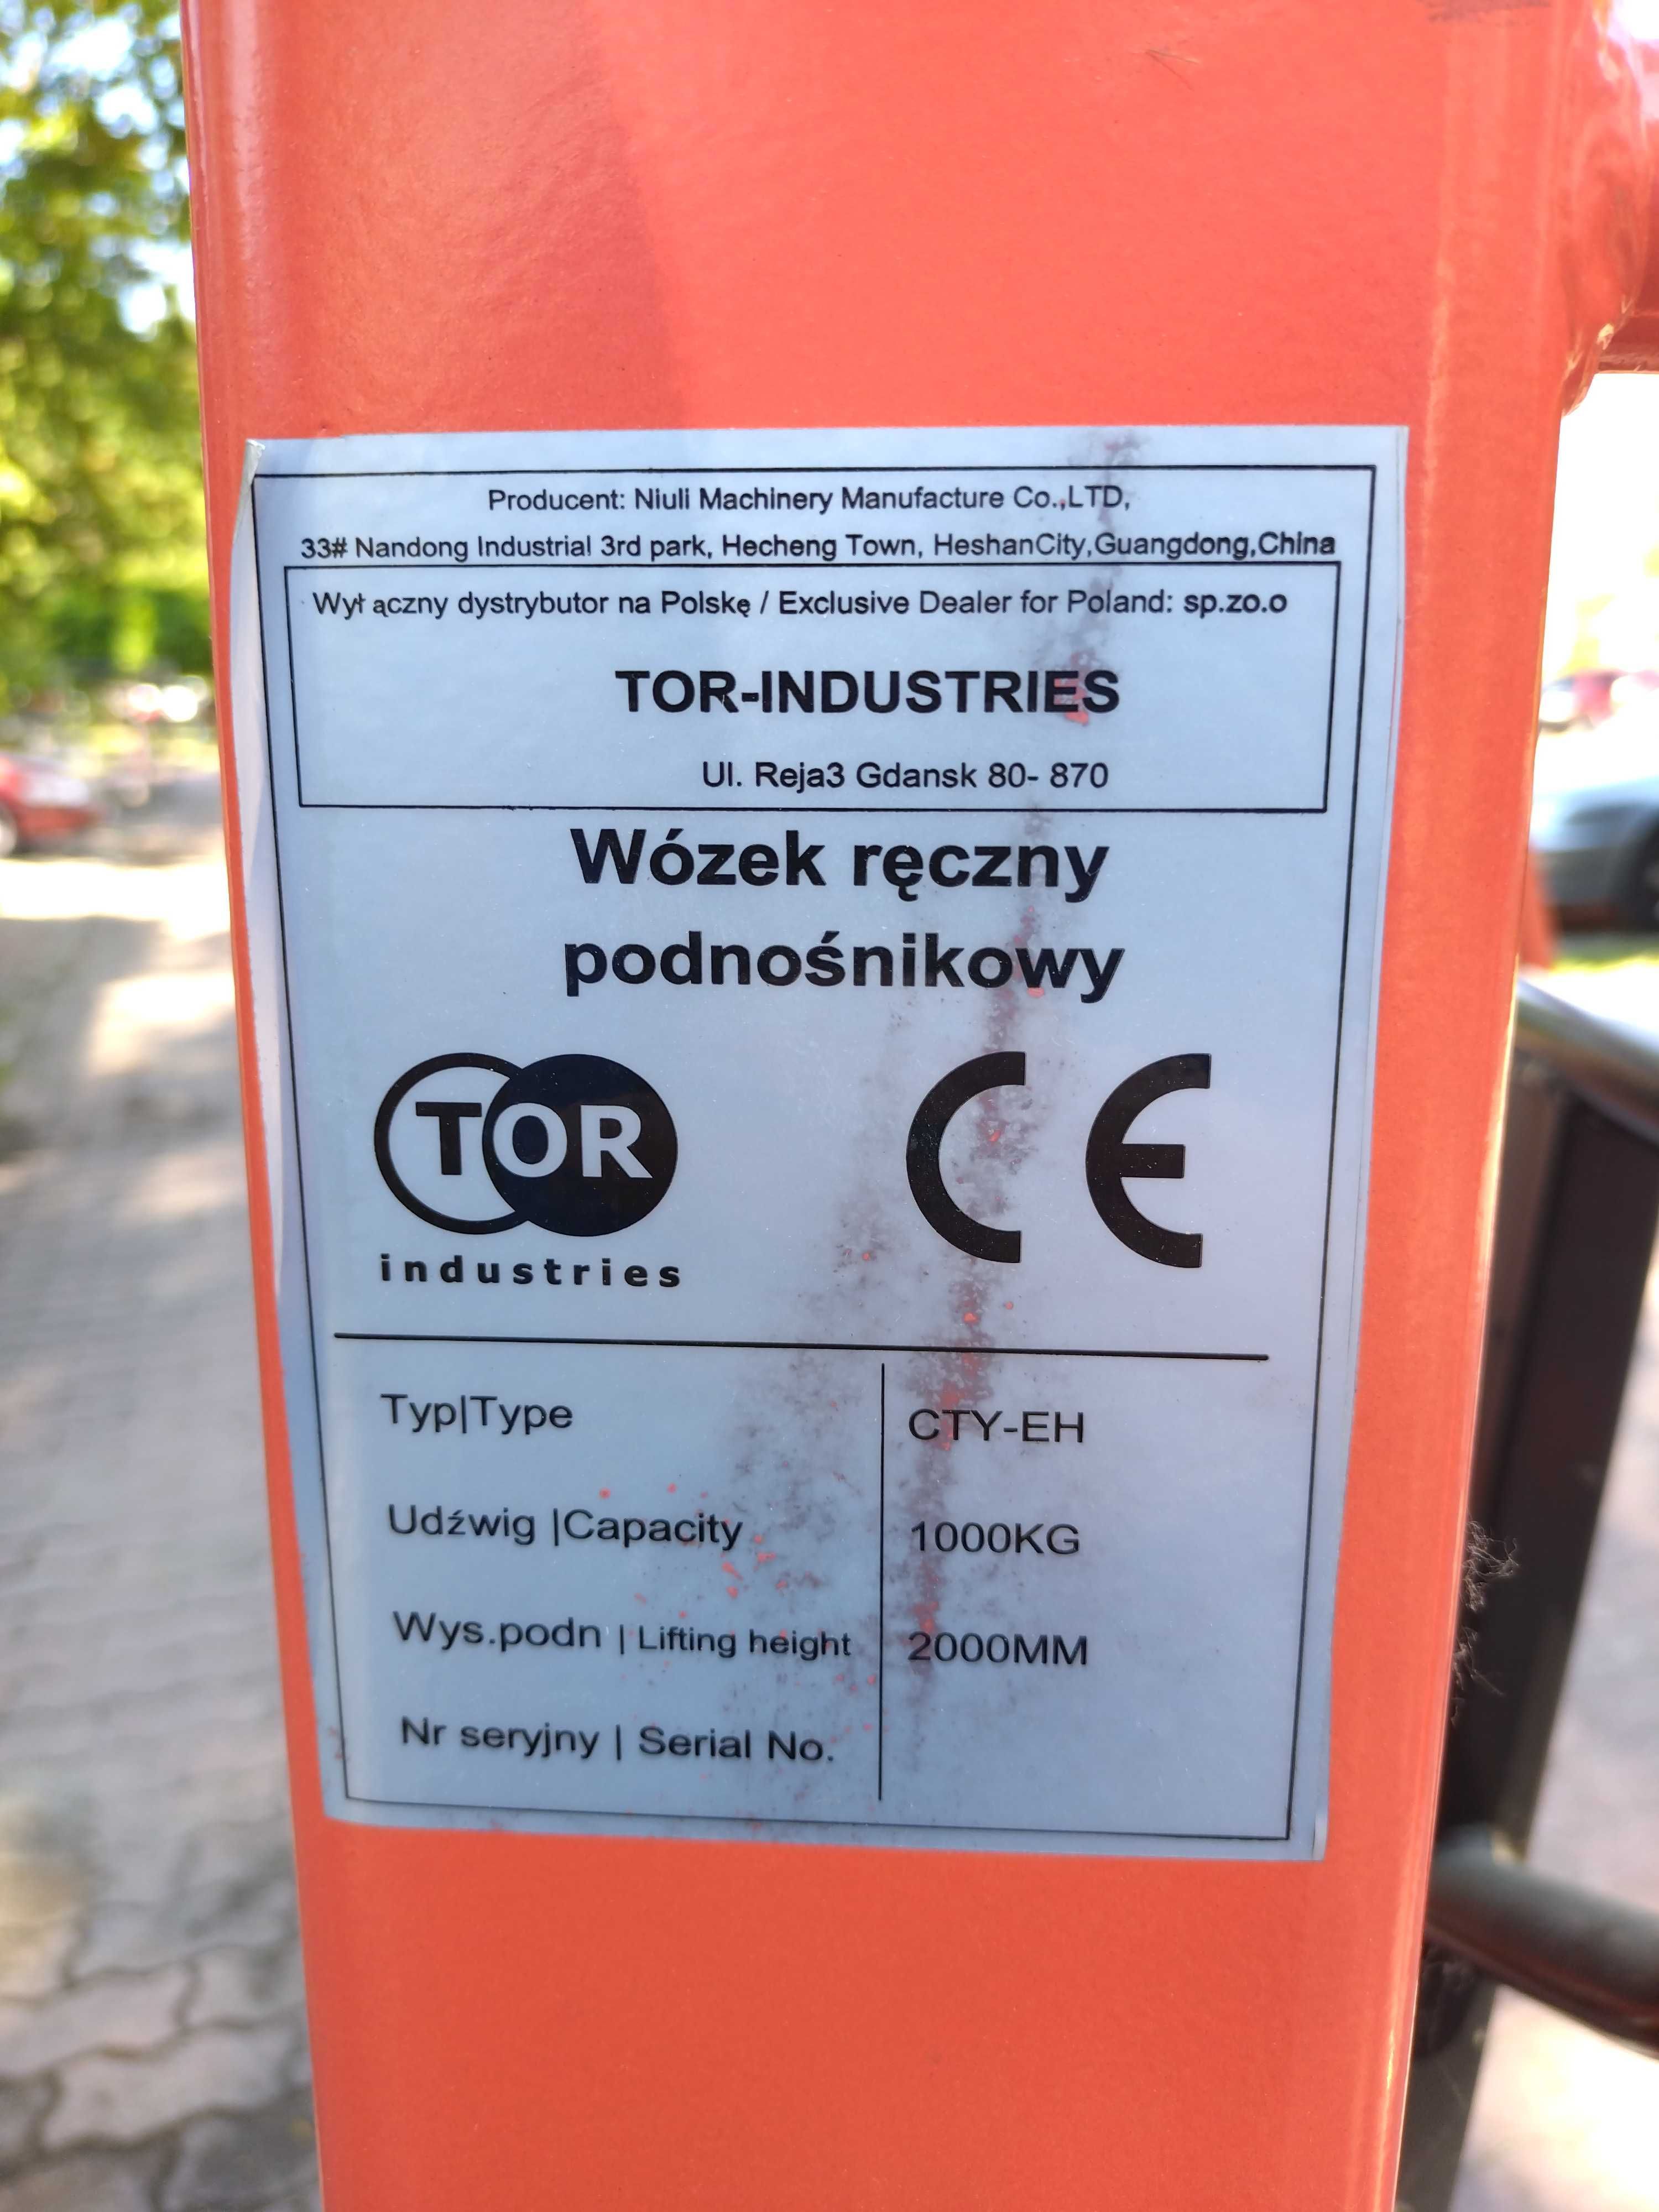 Producent: Niuli Machinery Manufacture Co.,LTD,
33# Nandong Industrial 3rd park, Hecheng Town, HeshanCity,Guangdong,China
Wył ączny dystrybutor na Polskę / Exclusive Dealer for Poland: sp.zo.o
TOR-INDUSTRIES
Ul. Reja3 Gdansk 80- 870
Wózek ręczny
podnośnikowy
TOR CE
industries
Typ|Type CTY-EH
Udźwig |Capacity 1000KG
Wys.podn | Lifting height 2000MM
Nr seryjny | Serial No.